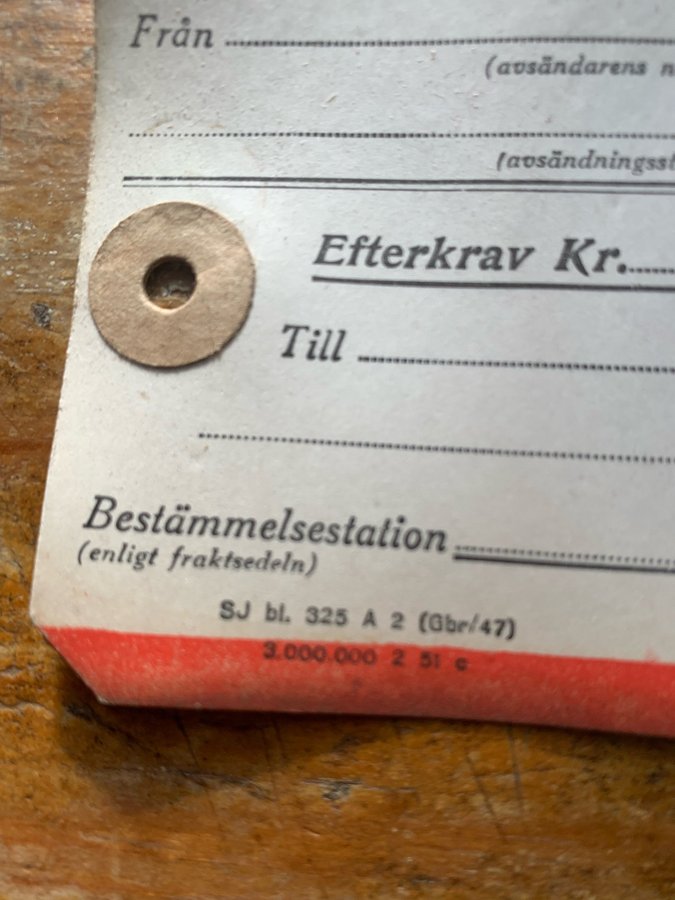 Från
(avsändarens n
(avsändningsst
Efterkrav Kr.
Till
Bestämmelsestation
(enligt fraktsedeln)
SJ bl. 325 A 2 (Gbr/47)
3.000.000 2 51 c